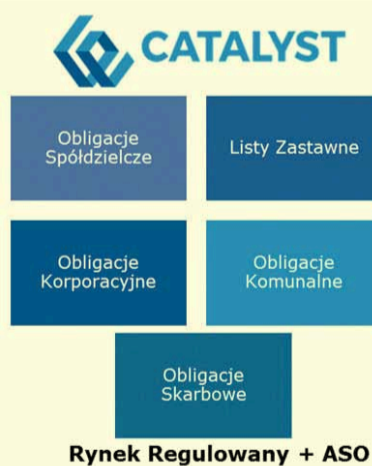 CATALYST
Obligacje
Spółdzielcze
Listy Zastawne
Obligacje
Korporacyjne
Obligacje
Komunalne
Obligacje
Skarbowe
Rynek Regulowany + ASO